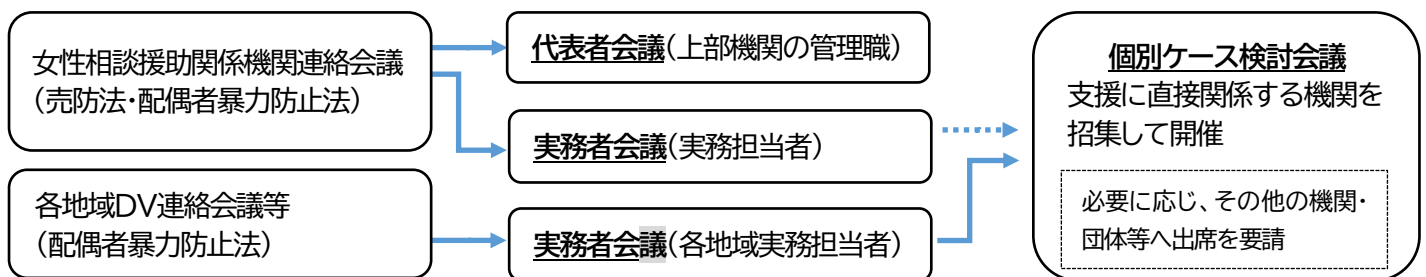 女性相談援助関係機関連絡会議
(売防法・配偶者暴力防止法)
各地域DV連絡会議等
(配偶者暴力防止法)
代表者会議(上部機関の管理職)
実務者会議(実務担当者)
実務者会議(各地域実務担当者)
個別ケース検討会議
支援に直接関係する機関を
招集して開催
必要に応じ、その他の機関・
団体等へ出席を要請